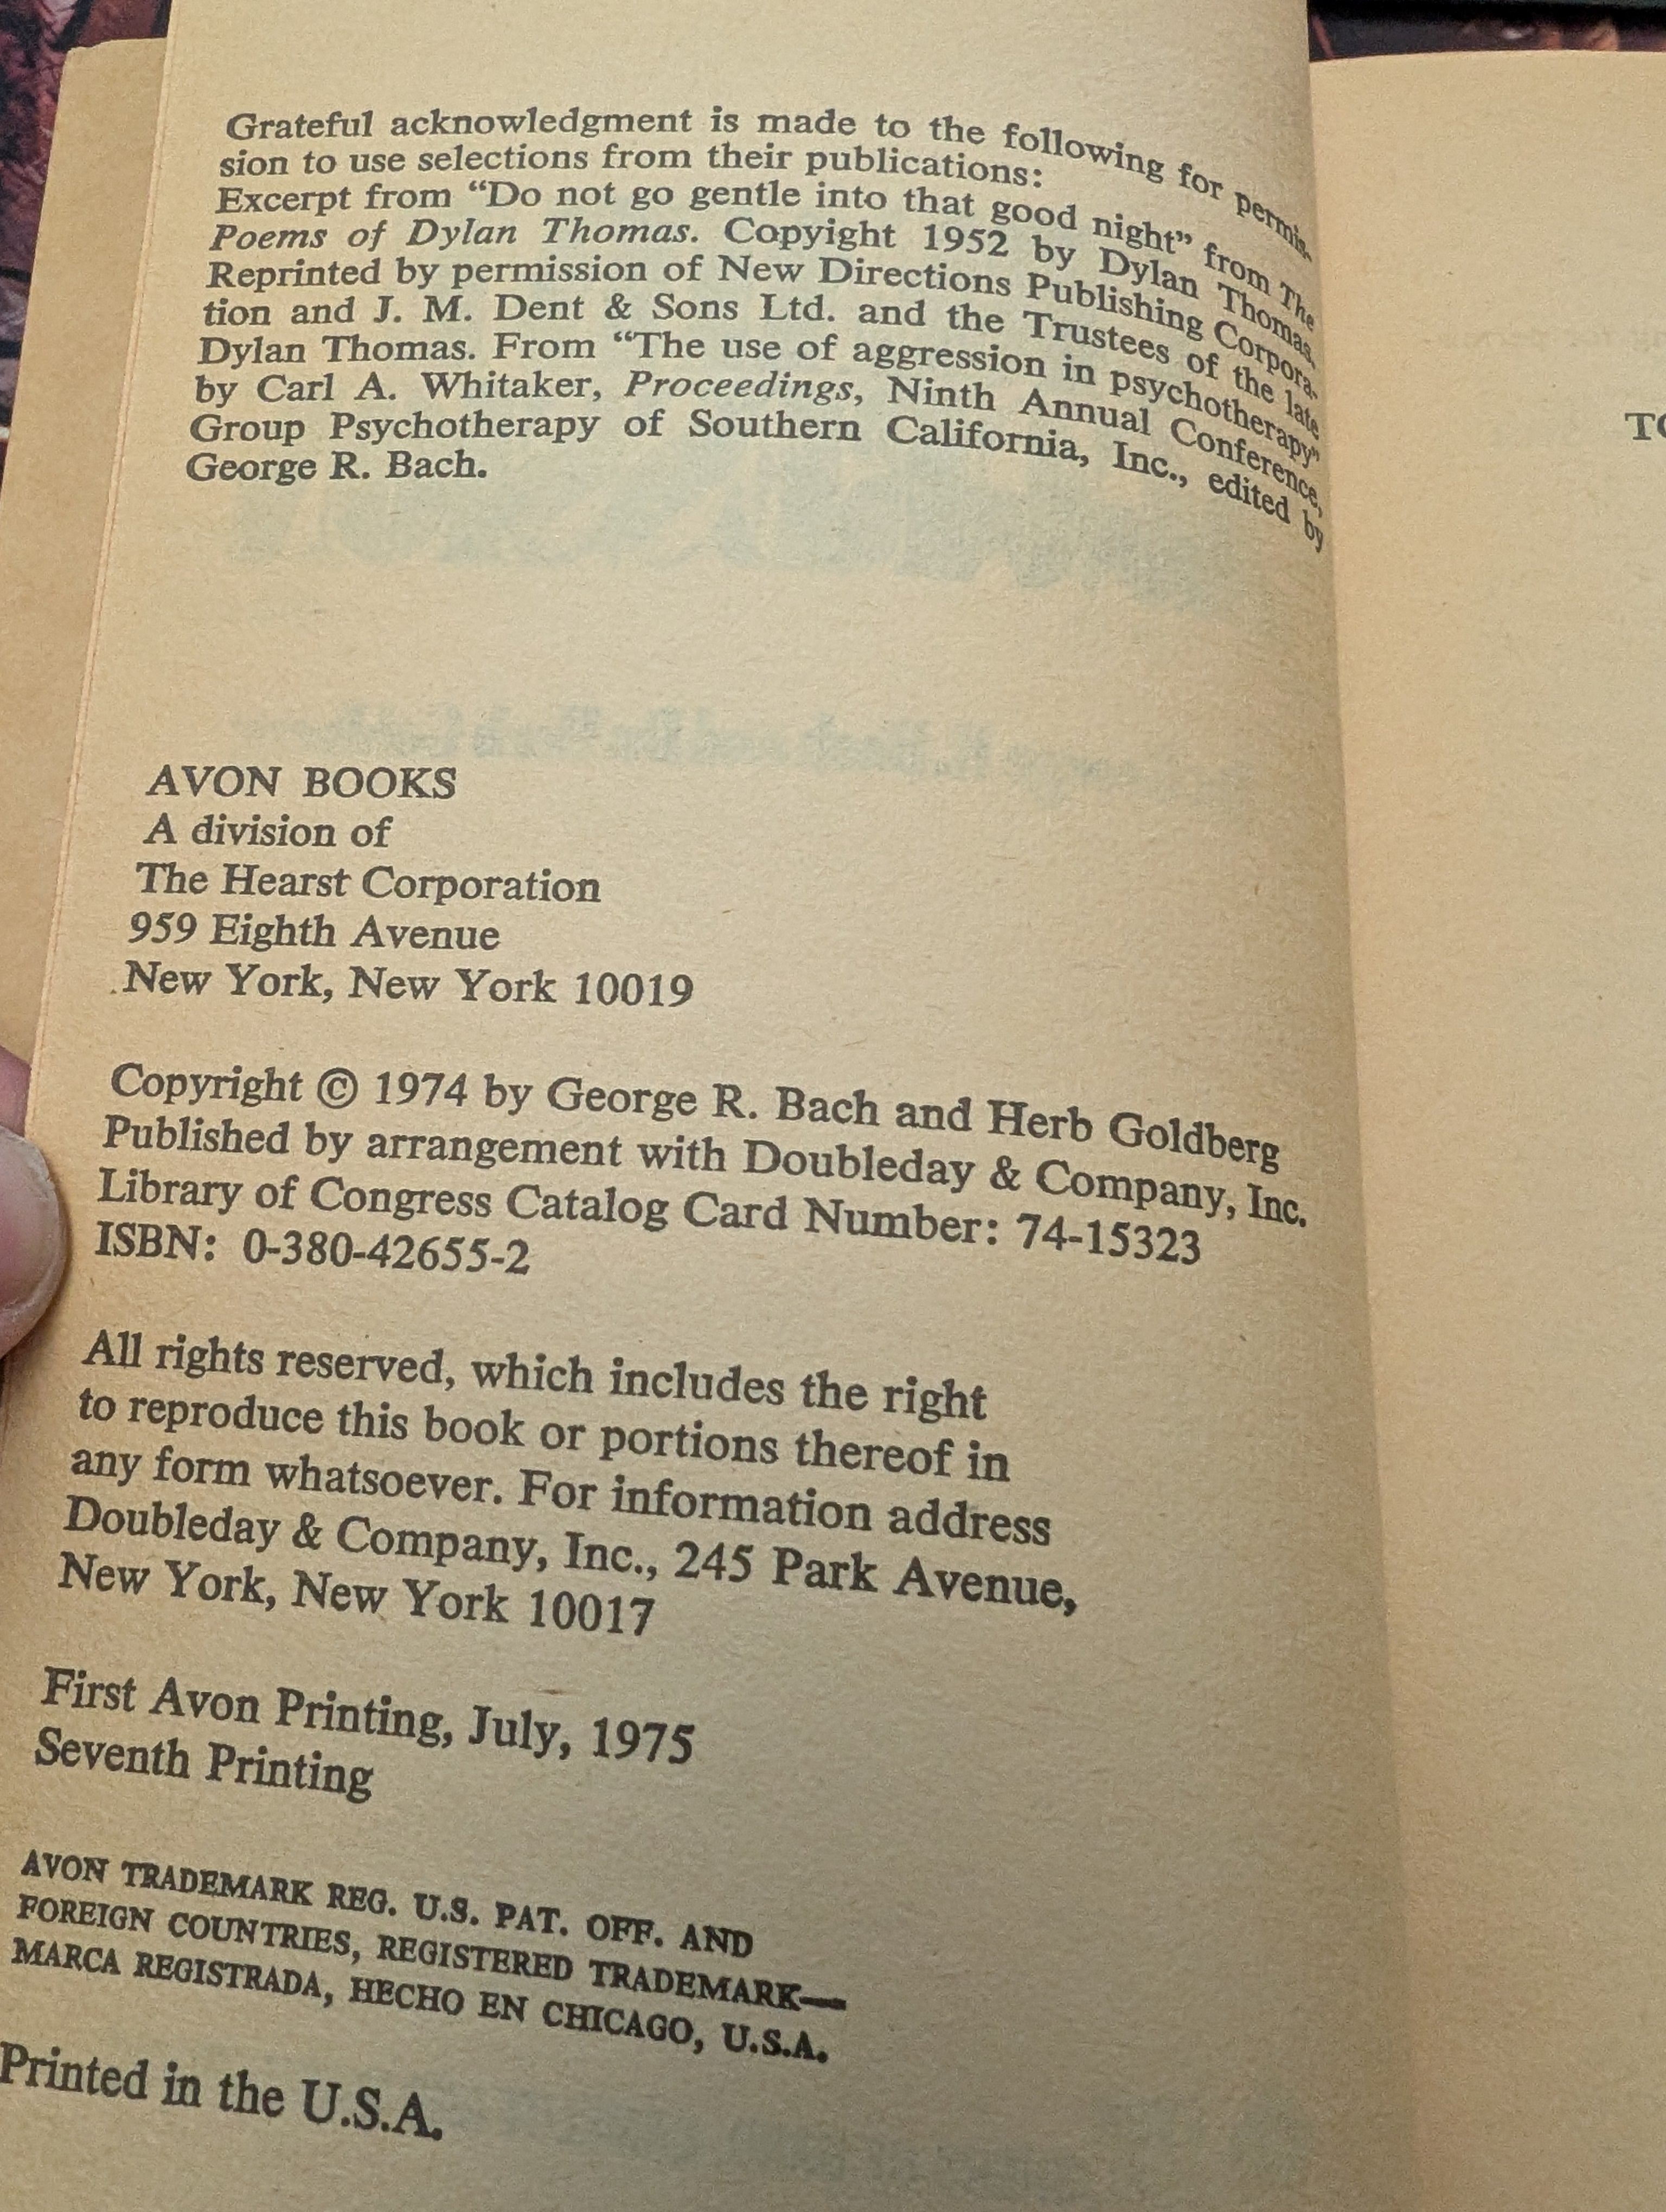 Grateful acknowledgment is made to the following for permis-
sion to use selections from their publications:
Excerpt from “Do not go gentle into that good night” from The
Poems of Dylan Thomas. Copyight 1952 by Dylan Thomas.
Reprinted by permission of New Directions Publishing Corpora-
tion and J. M. Dent & Sons Ltd. and the Trustees of the late
Dylan Thomas. From “The use of aggression in psychotherapy”
by Carl A. Whitaker, Proceedings, Ninth Annual Conference,
Group Psychotherapy of Southern California, Inc., edited by
George R. Bach.
AVON BOOKS
A division of
The Hearst Corporation
959 Eighth Avenue
New York, New York 10019
Copyright © 1974 by George R. Bach and Herb Goldberg
Published by arrangement with Doubleday & Company, Inc.
Library of Congress Catalog Card Number: 74-15323
ISBN: 0-380-42655-2
All rights reserved, which includes the right
to reproduce this book or portions thereof in
any form whatsoever. For information address
Doubleday & Company, Inc., 245 Park Avenue,
New York, New York 10017
First Avon Printing, July, 1975
Seventh Printing
AVON TRADEMARK REG. U.S. PAT. OFF. AND
FOREIGN COUNTRIES, REGISTERED TRADEMARK—
MARCA REGISTRADA, HECHO EN CHICAGO, U.S.A.
Printed in the U.S.A.